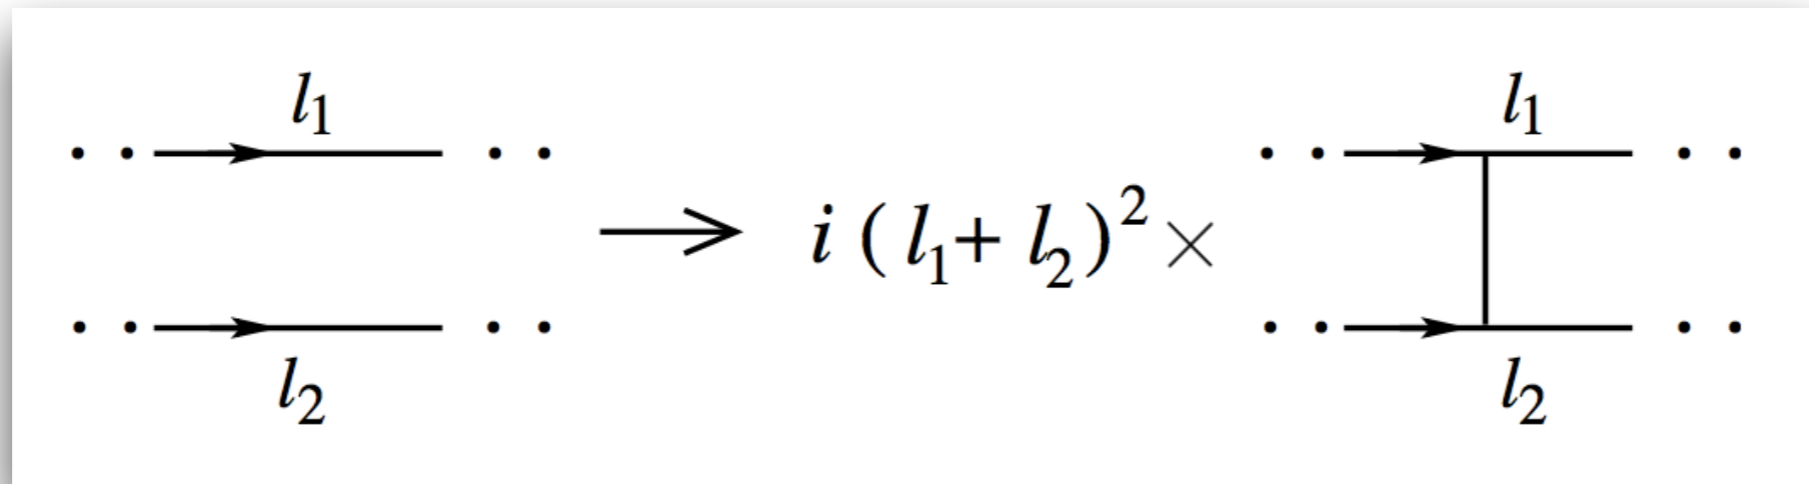 l₁ l₁
i (l₁+ l₂)² ×
l₂ l₂